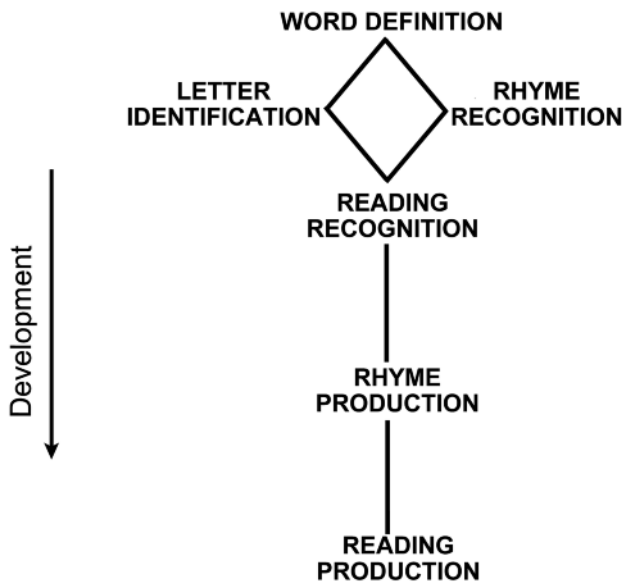 WORD DEFINITION
LETTER
IDENTIFICATION
RHYME
RECOGNITION
READING
RECOGNITION
Development
RHYME
PRODUCTION
READING
PRODUCTION